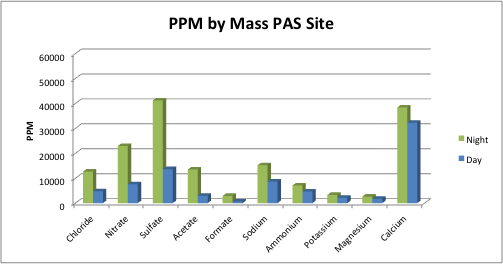 PPM by Mass PAS Site
60000
50000
40000
30000
20000
10000
0
PPM
Chloride
Nitrate
Sulfate
Acetate
Formate
Sodium
Ammonium
Potassium
Magnesium
Calcium
Night
Day